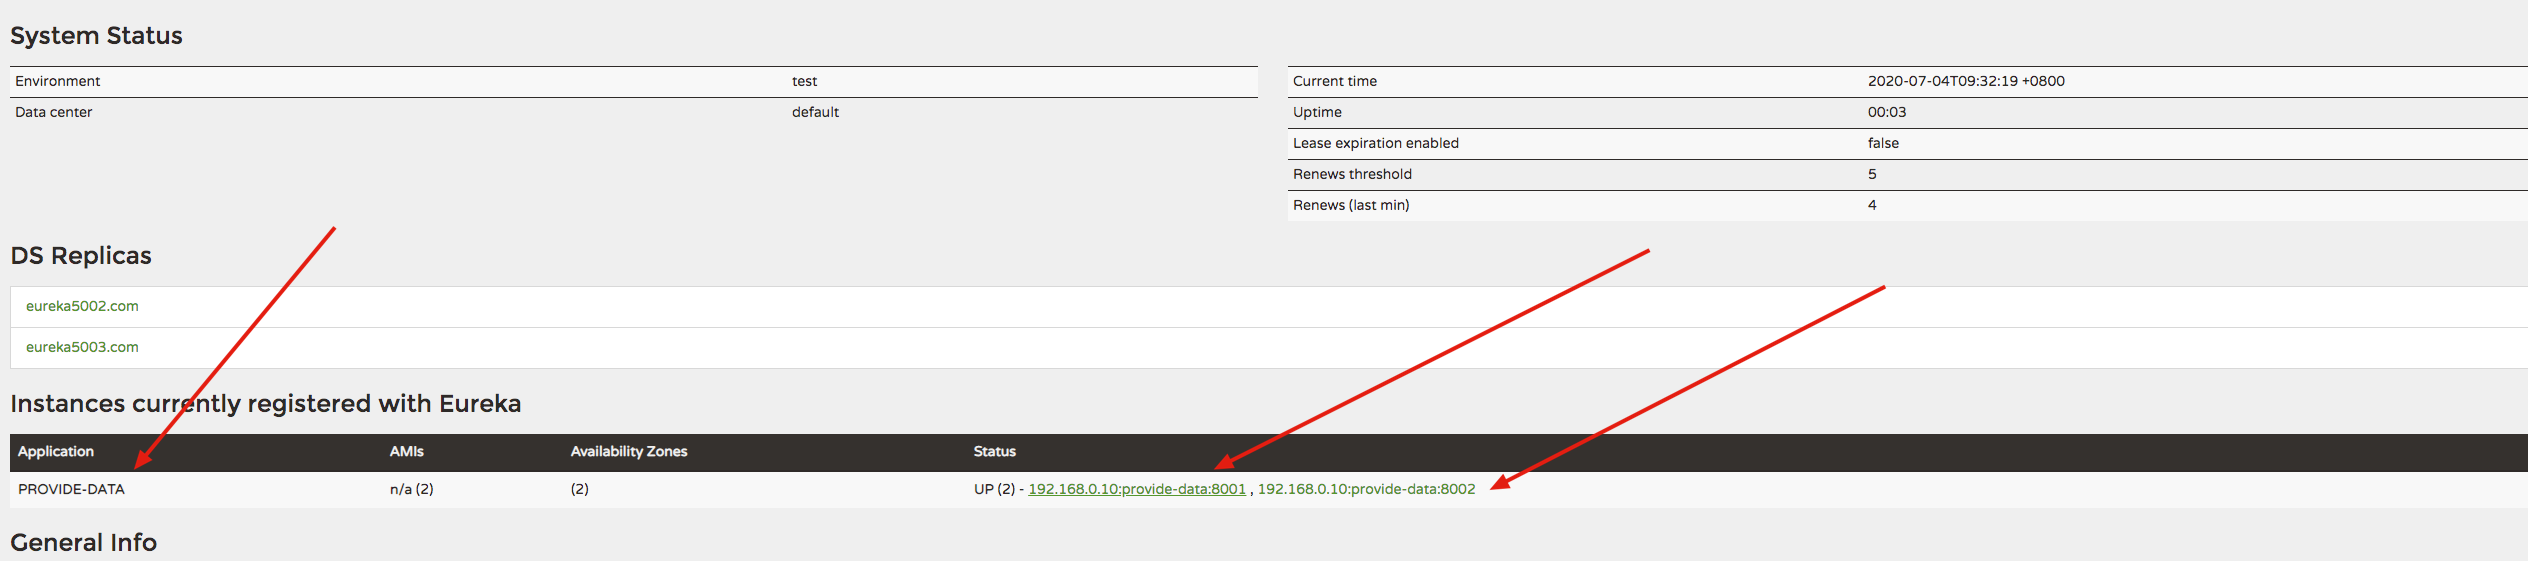 System Status
Environment test
Data center default
Current time 2020-07-04T09:32:19 +0800
Uptime 00:03
Lease expiration enabled false
Renews threshold 5
Renews (last min) 4
DS Replicas
eureka5002.com
eureka5003.com
Instances currently registered with Eureka
Application AMIs Availability Zones Status
PROVIDE-DATA n/a (2) (2) UP (2) - 192.168.0.10:provide-data:8001 , 192.168.0.10:provide-data:8002
General Info